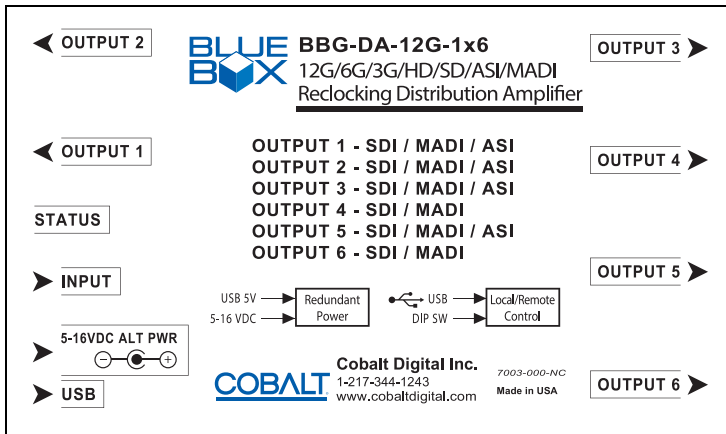 OUTPUT 2
BLUE BOX
BBG-DA-12G-1x6
12G/6G/3G/HD/SD/ASI/MADI
Reclocking Distribution Amplifier
OUTPUT 3
OUTPUT 1
OUTPUT 1 - SDI / MADI / ASI
OUTPUT 2 - SDI / MADI / ASI
OUTPUT 3 - SDI / MADI / ASI
OUTPUT 4 - SDI / MADI
OUTPUT 5 - SDI / MADI / ASI
OUTPUT 6 - SDI / MADI
OUTPUT 4
STATUS
INPUT
OUTPUT 5
USB 5V
5-16 VDC
Redundant
Power
USB
DIP SW
Local/Remote
Control
5-16VDC ALT PWR
USB
COBALT
Cobalt Digital Inc.
1-217-344-1243
www.cobaltdigital.com
7003-000-NC
Made in USA
OUTPUT 6